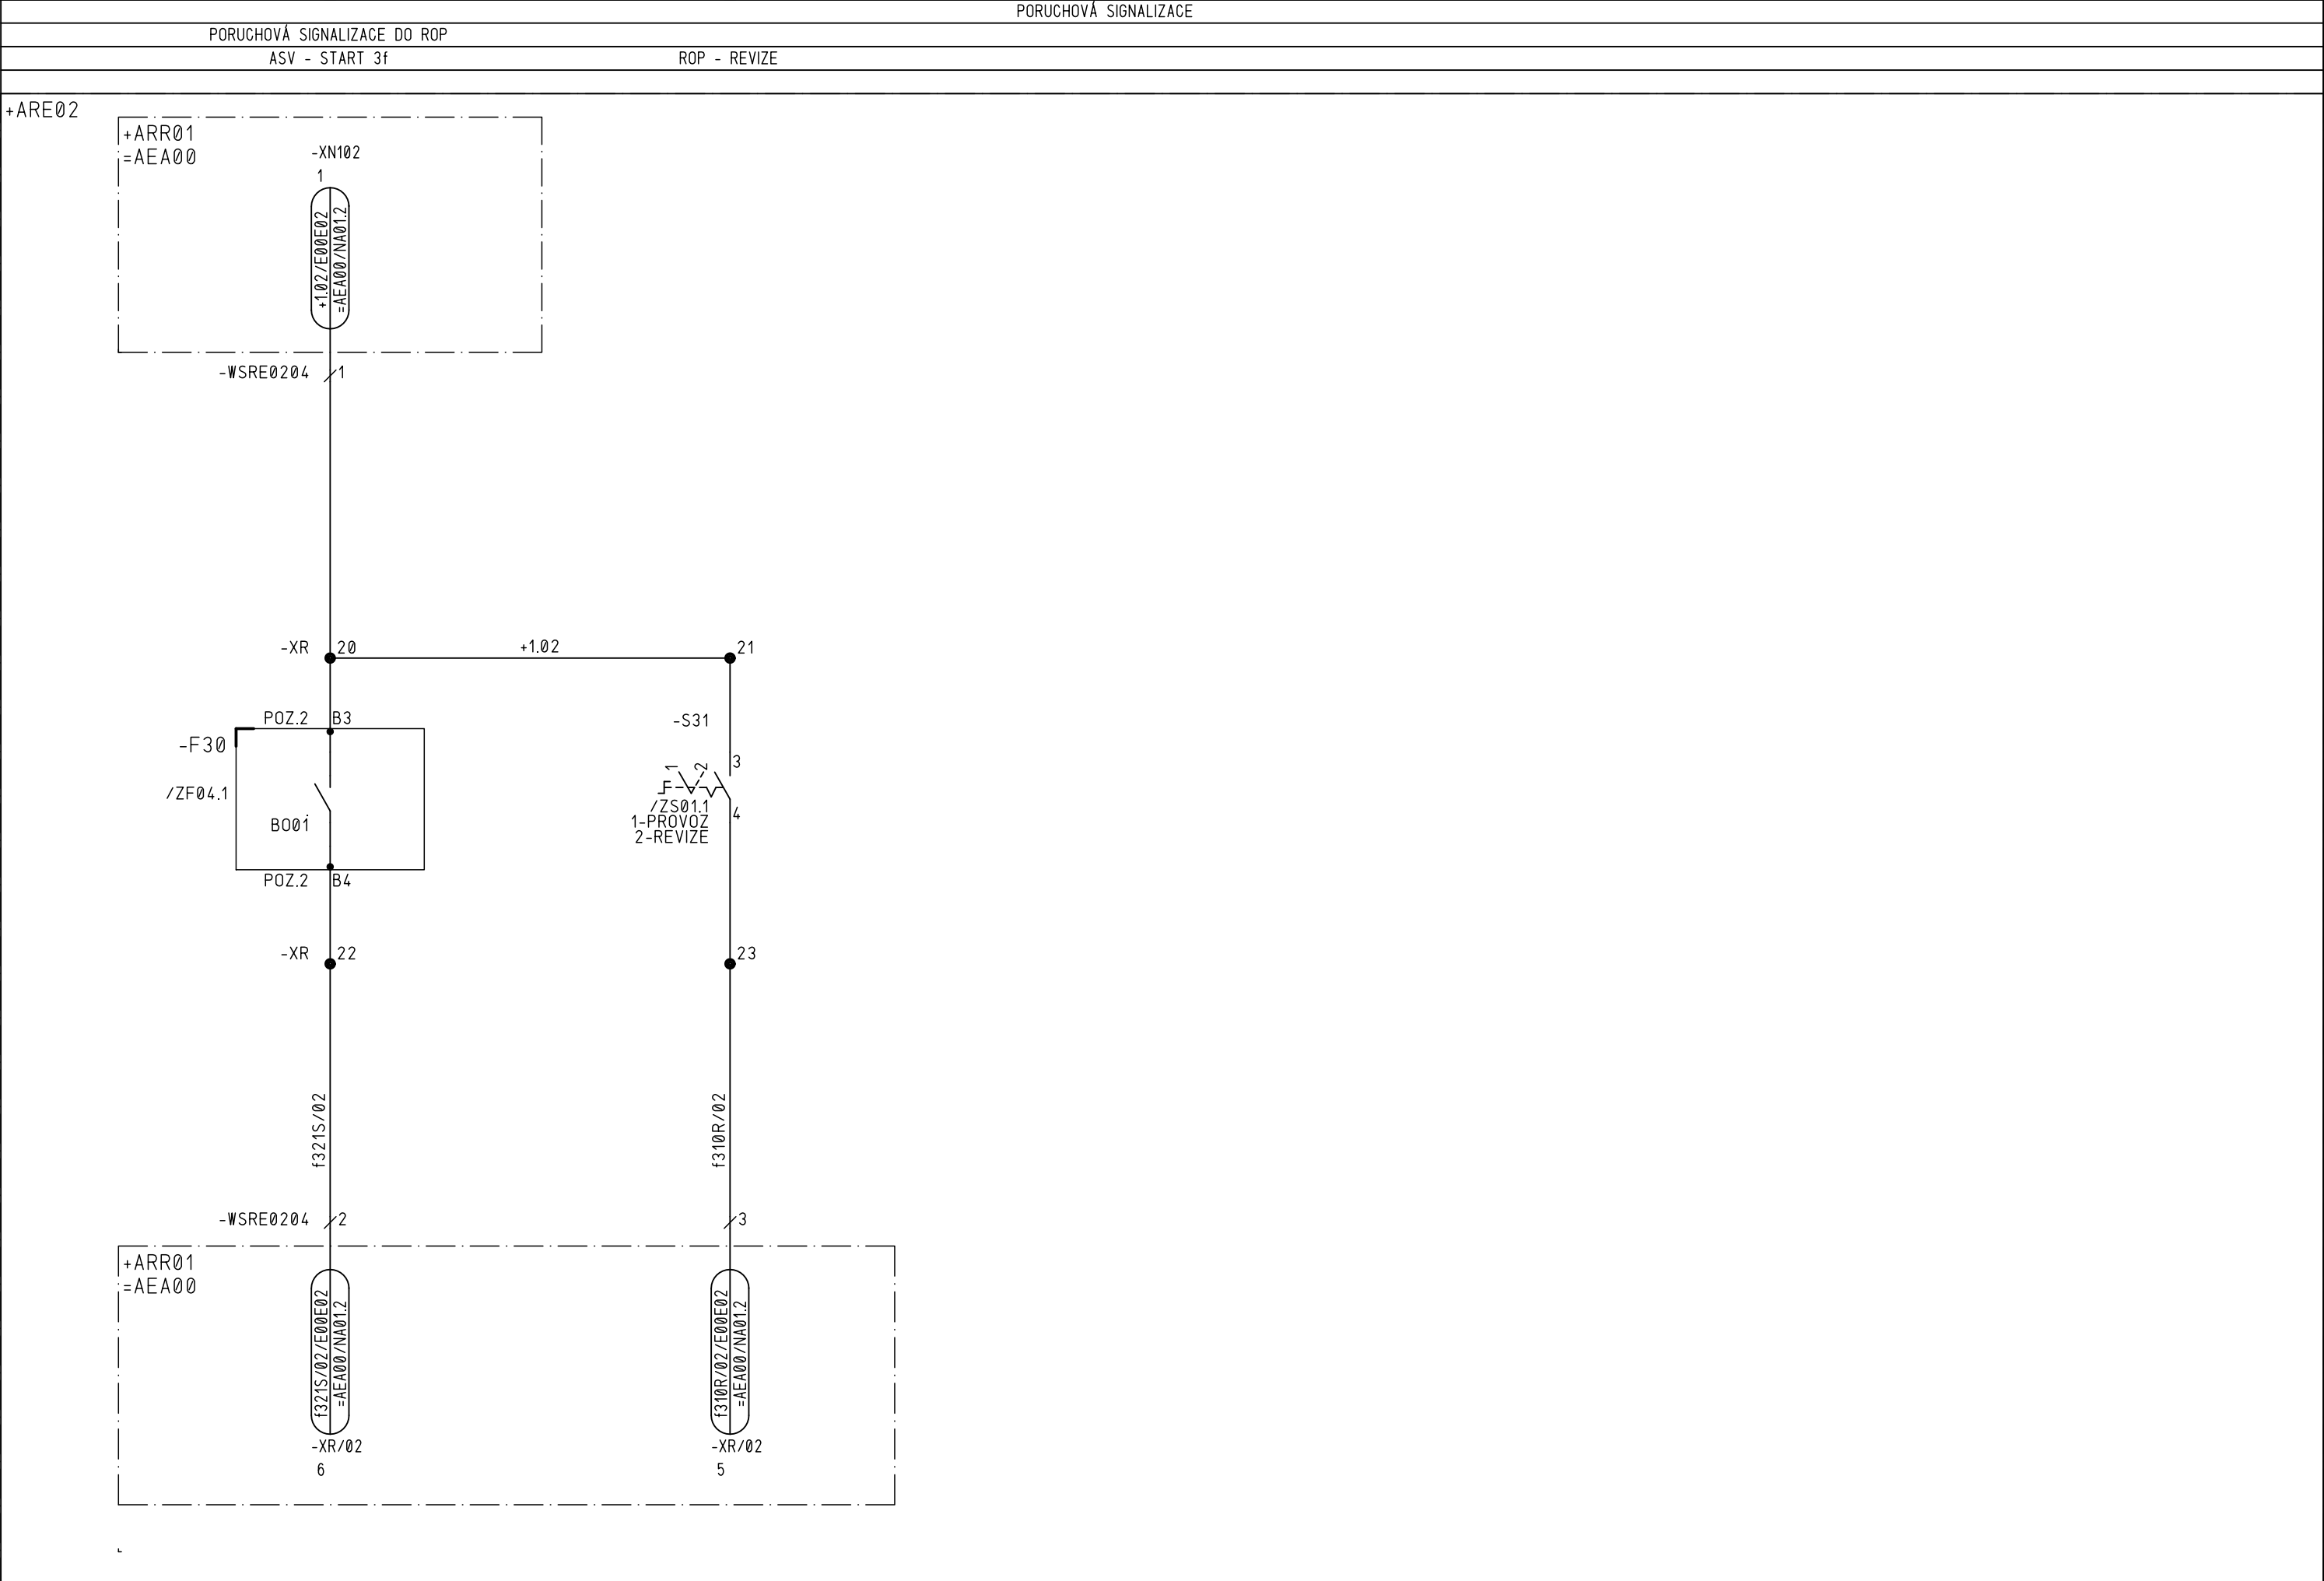 PORUCHOVÁ SIGNALIZACE
PORUCHOVÁ SIGNALIZACE DO ROP
ASV - START 3f
ROP - REVIZE
+ARE02
+ARR01
=AEA00
-XN102
1
+1.02/E00E02
=AEA00/NA01.2
-WSRE0204
1
-XR
20
+1.02
21
POZ.2
B3
-F30
/ZF04.1
BO01
POZ.2
B4
-S31
3
1
2
/ZS01.1
4
1-PROVOZ
2-REVIZE
-XR
22
23
f321S/02
f310R/02
-WSRE0204
2
3
+ARR01
=AEA00
f321S/02/E00E02
=AEA00/NA01.2
f310R/02/E00E02
=AEA00/NA01.2
-XR/02
6
-XR/02
5